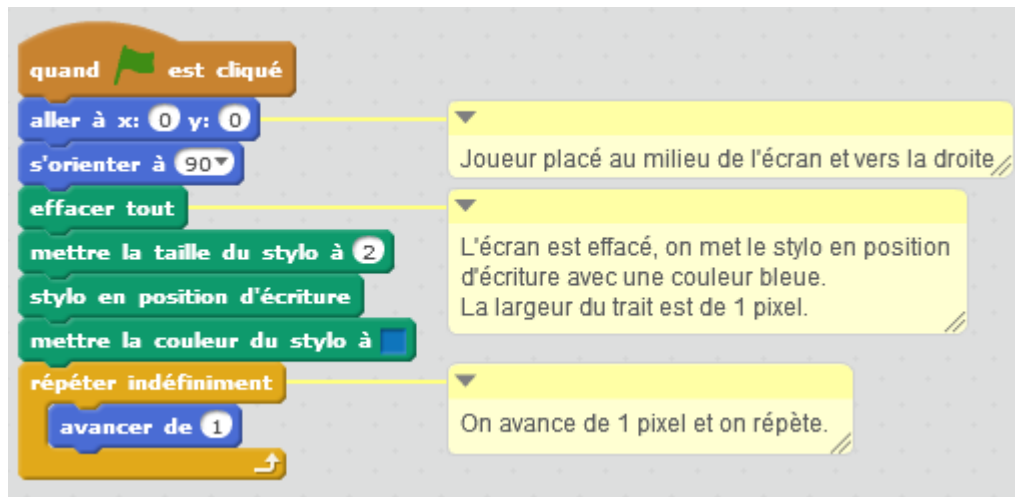 quand est cliqué
aller à x: 0 y: 0
Joueur placé au milieu de l'écran et vers la droite
s'orienter à 90
effacer tout
mettre la taille du stylo à 2
stylo en position d'écriture
mettre la couleur du stylo à
L'écran est effacé, on met le stylo en position
d'écriture avec une couleur bleue.
La largeur du trait est de 1 pixel.
répéter indéfiniment
avancer de 1
On avance de 1 pixel et on répète.